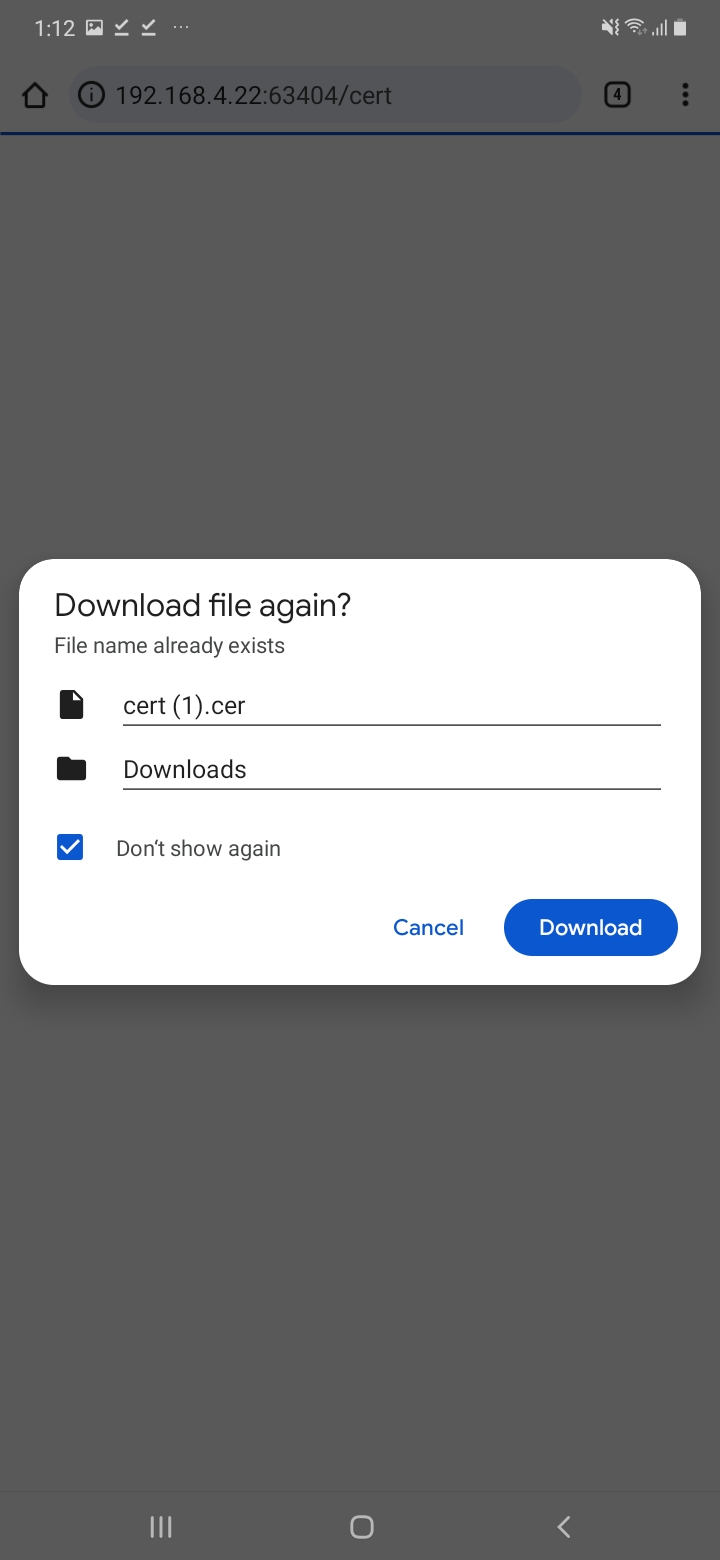 1:12
192.168.4.22:63404/cert
4
Download file again?
File name already exists
cert (1).cer
Downloads
Don't show again
Cancel
Download